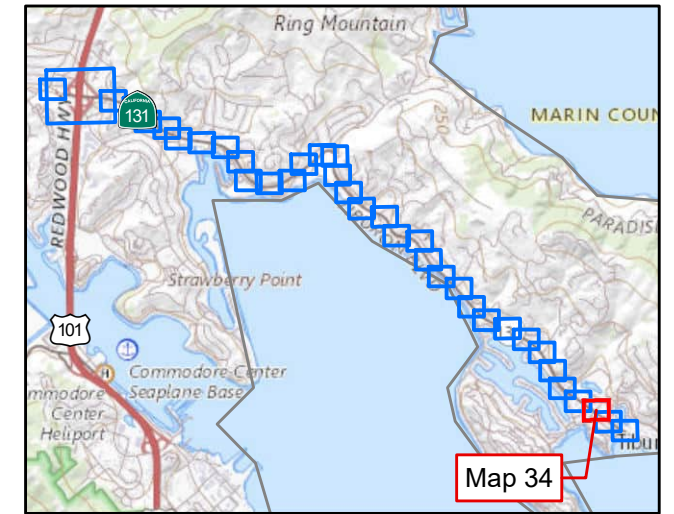 Ring Mountain
CALIFORNIA
131
MARIN COUN
250
REDWOOD HWY
PARADIS
Strawberry Point
101
Commodore Center
Seaplane Base
H
mmodore
Center
Heliport
3
Tibur
Map 34